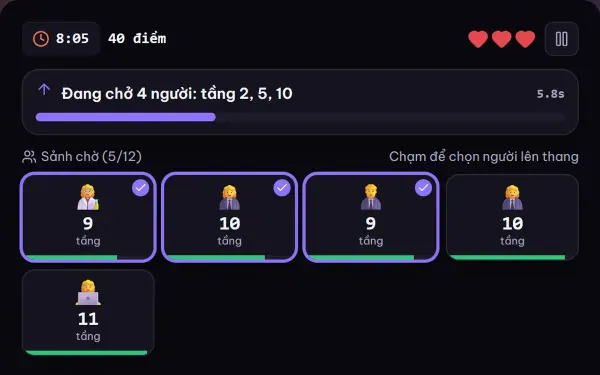 8:05 40 điểm
Đang chở 4 người: tầng 2, 5, 10 5.8s
Sảnh chờ (5/12) Chạm để chọn người lên thang
9 10 9 10
tầng tầng tầng tầng
11
tầng